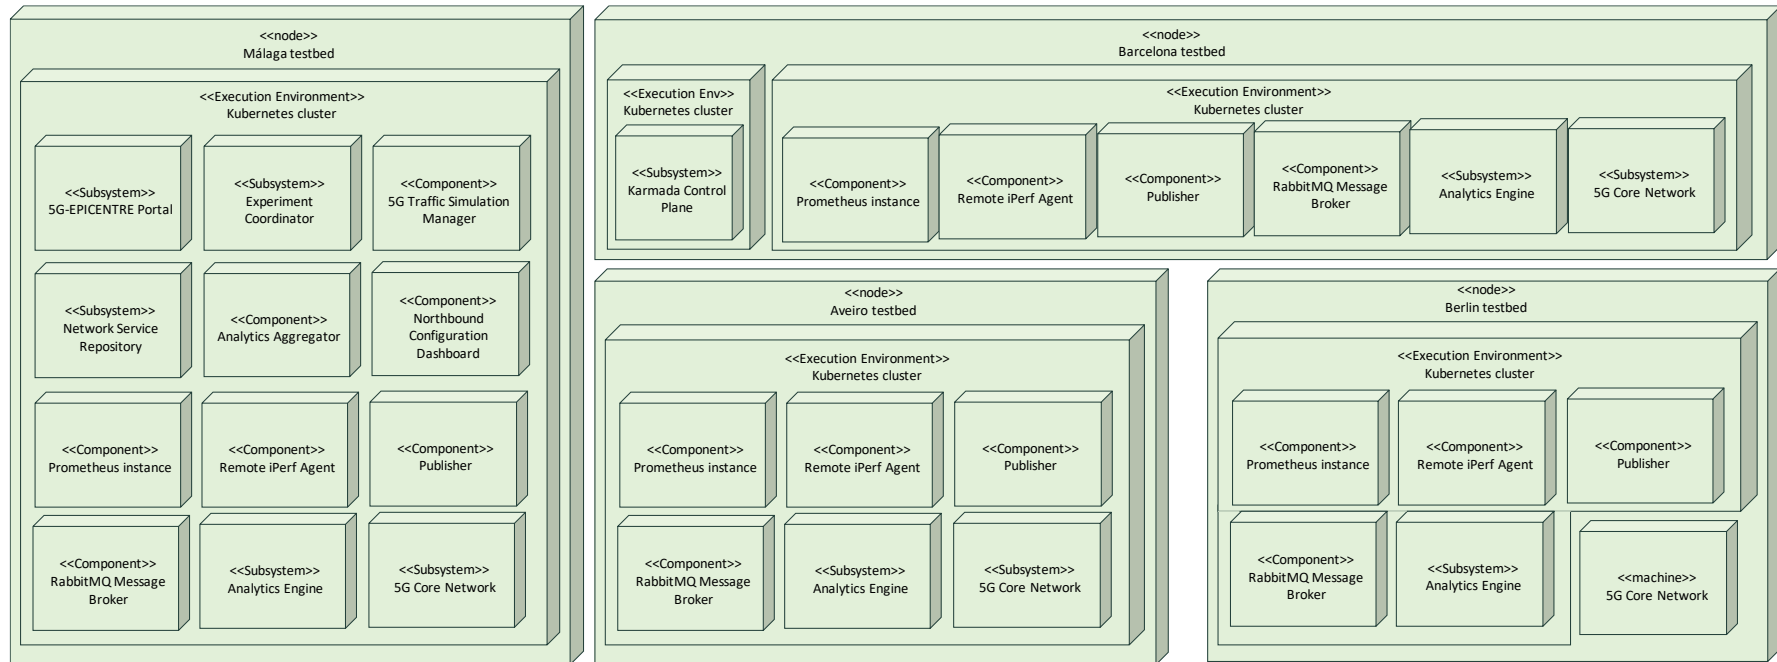 <<node>>
Málaga testbed
<<Execution Environment>>
Kubernetes cluster
<<Subsystem>>
5G-EPICENTRE Portal
<<Subsystem>>
Experiment
Coordinator
<<Component>>
5G Traffic Simulation
Manager
<<Subsystem>>
Network Service
Repository
<<Component>>
Analytics Aggregator
<<Component>>
Northbound
Configuration
Dashboard
<<Component>>
Prometheus instance
<<Component>>
Remote iPerf Agent
<<Component>>
Publisher
<<Component>>
RabbitMQ Message
Broker
<<Subsystem>>
Analytics Engine
<<Subsystem>>
5G Core Network
<<node>>
Barcelona testbed
<<Execution Env>>
Kubernetes cluster
<<Subsystem>>
Karmada Control
Plane
<<Execution Environment>>
Kubernetes cluster
<<Component>>
Prometheus instance
<<Component>>
Remote iPerf Agent
<<Component>>
Publisher
<<Component>>
RabbitMQ Message
Broker
<<Subsystem>>
Analytics Engine
<<Subsystem>>
5G Core Network
<<node>>
Aveiro testbed
<<Execution Environment>>
Kubernetes cluster
<<Component>>
Prometheus instance
<<Component>>
Remote iPerf Agent
<<Component>>
Publisher
<<Component>>
RabbitMQ Message
Broker
<<Subsystem>>
Analytics Engine
<<Subsystem>>
5G Core Network
<<node>>
Berlin testbed
<<Execution Environment>>
Kubernetes cluster
<<Component>>
Prometheus instance
<<Component>>
Remote iPerf Agent
<<Component>>
Publisher
<<Component>>
RabbitMQ Message
Broker
<<Subsystem>>
Analytics Engine
<<machine>>
5G Core Network